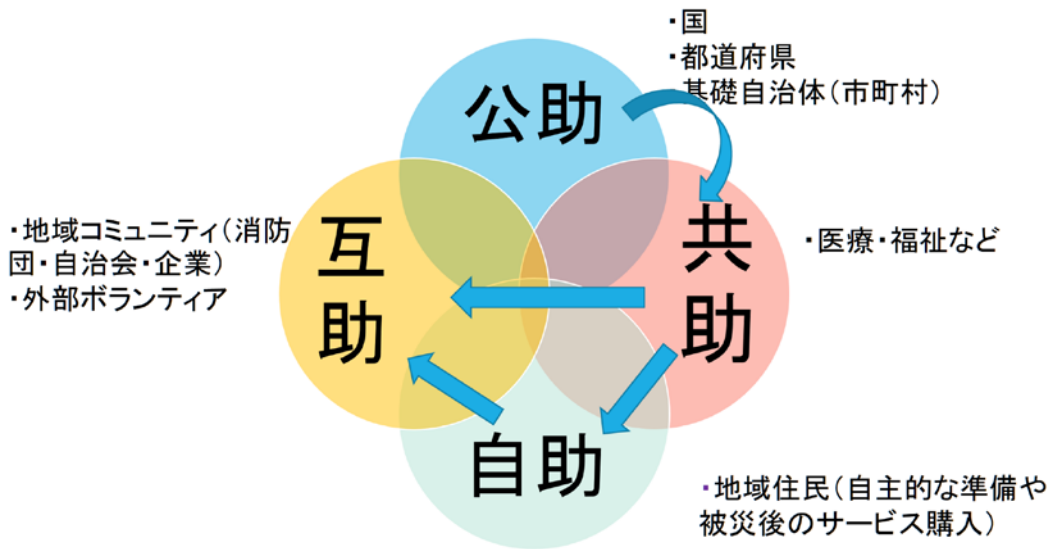 ・国
・都道府県
・基礎自治体(市町村)
公助
・地域コミュニティ(消防
団・自治会・企業)
・外部ボランティア
互
助
共
助
・医療・福祉など
自助
・地域住民(自主的な準備や
被災後のサービス購入)